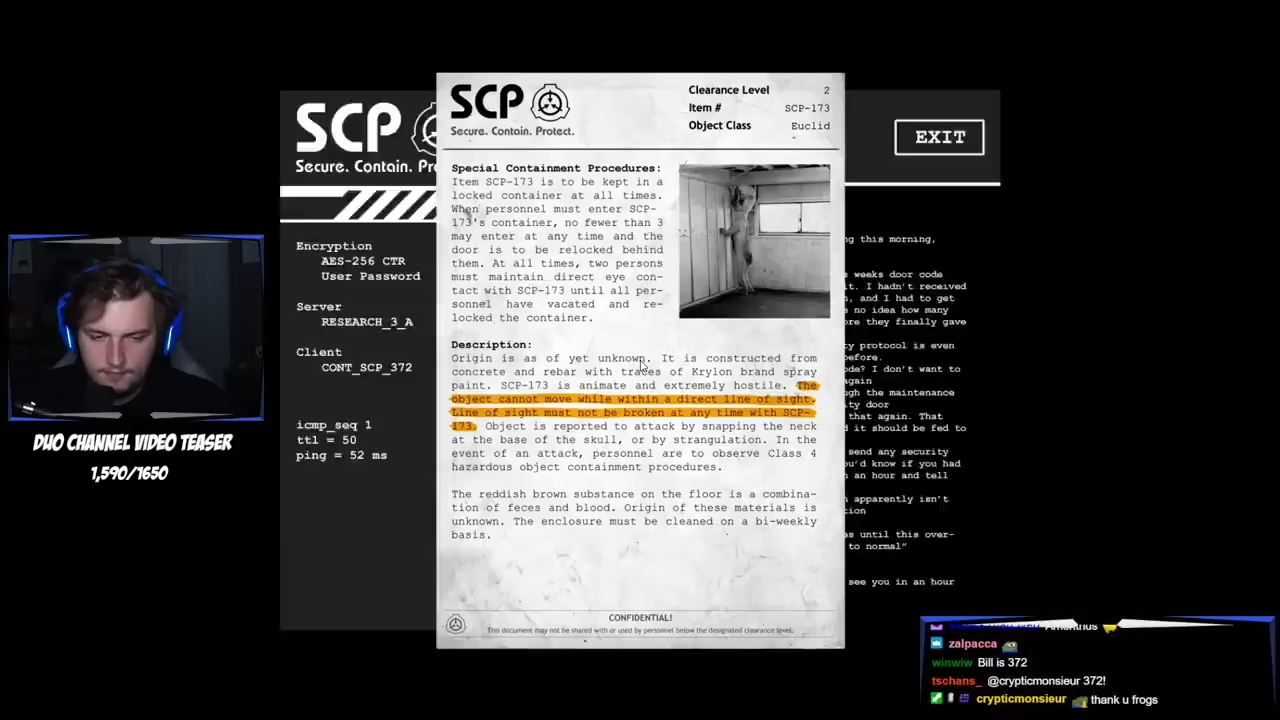 SCP
Secure. Contain. Protect.
Clearance Level 2
Item # SCP-173
Object Class Euclid
Special Containment Procedures:
Item SCP-173 is to be kept in a
locked container at all times.
When personnel must enter SCP-
173's container, no fewer than 3
may enter at any time and the
door is to be relocked behind
them. At all times, two persons
must maintain direct eye con-
tact with SCP-173 until all per-
sonnel have vacated and re-
locked the container.
Description:
Origin is as of yet unknown. It is constructed from
concrete and rebar with traces of Krylon brand spray
paint. SCP-173 is animate and extremely hostile. The
object cannot move while within a direct line of sight.
Line of sight must not be broken at any time with SCP-
173. Object is reported to attack by snapping the neck
at the base of the skull, or by strangulation. In the
event of an attack, personnel are to observe Class 4
hazardous object containment procedures.
The reddish brown substance on the floor is a combina-
tion of feces and blood. Origin of these materials is
unknown. The enclosure must be cleaned on a bi-weekly
basis.
CONFIDENTIAL!
This document may not be shared with or used by personnel below the designated clearance level.
SCP
Secure. Contain. Pr
EXIT
Encryption
AES-256 CTR
User Password
Server
RESEARCH_3_A
Client
CONT_SCP_372
icmp_seq 1
ttl = 50
ping = 52 ms
ng this morning,
s weeks door code
it. I hadn't received
, and I had to get
e no idea how many
ore they finally gave
ty protocol is even
before.
ode? I don't want to
again
ugh the maintenance
ity door
that again. That
d it should be fed to
send any security
ou'd know if you had
n an hour and tell
apparently isn't
tion
s until this over-
to normal"
see you in an hour
DUO CHANNEL VIDEO TEASER
1,590/1650
zalpacca
winwiw Bill is 372
tschans_ @crypticmonsieur 372!
crypticmonsieur thank u frogs